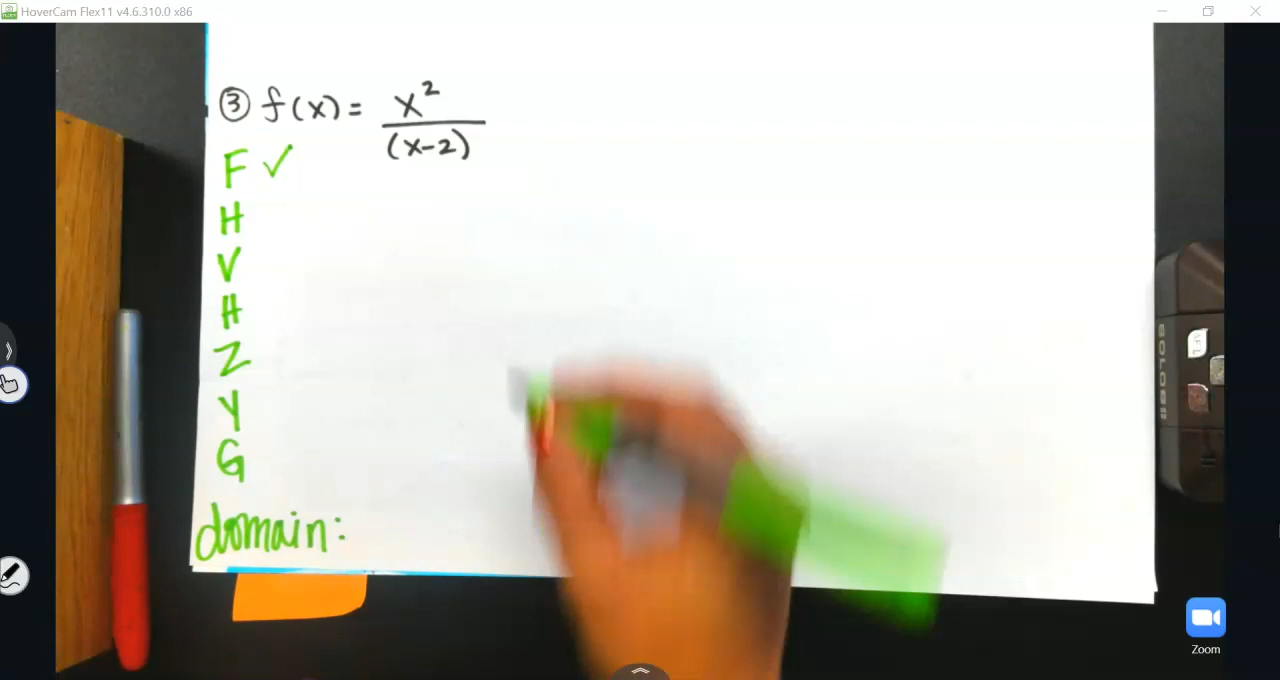 HoverCam Flex11 v4.6.310.0 x86
③ f(x) = x²
(x-2)
F ✓
H
V
H
Z
Y
G
domain:
Zoom